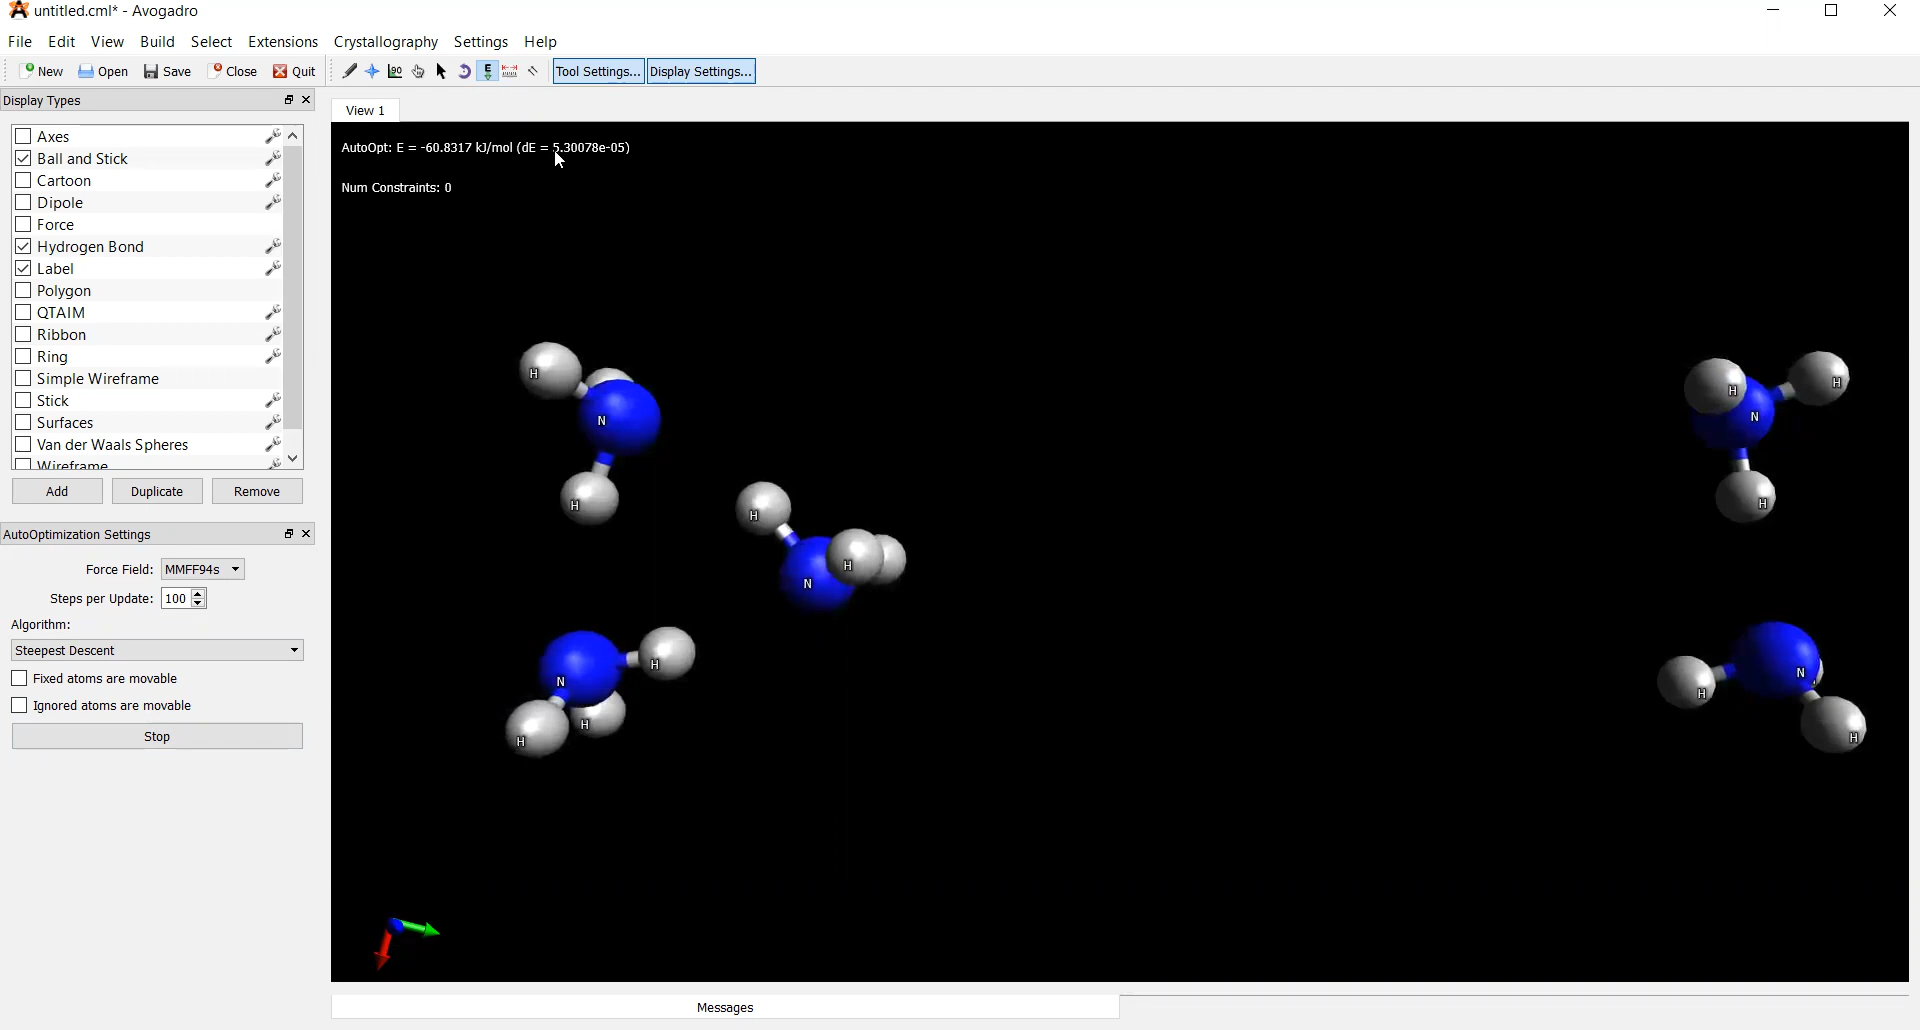 untitled.cml* - Avogadro
File Edit View Build Select Extensions Crystallography Settings Help
New Open Save Close Quit Tool Settings... Display Settings...
Display Types
View 1
Axes
Ball and Stick
Cartoon
Dipole
Force
Hydrogen Bond
Label
Polygon
QTAIM
Ribbon
Ring
Simple Wireframe
Stick
Surfaces
Van der Waals Spheres
Wireframe
Add Duplicate Remove
AutoOptimization Settings
Force Field: MMFF94s
Steps per Update: 100
Algorithm:
Steepest Descent
Fixed atoms are movable
Ignored atoms are movable
Stop
AutoOpt: E = -60.8317 kJ/mol (dE = 5.30078e-05)
Num Constraints: 0
H
H H
N N
H H
H
H
N
H N
N H
H H
H
Messages